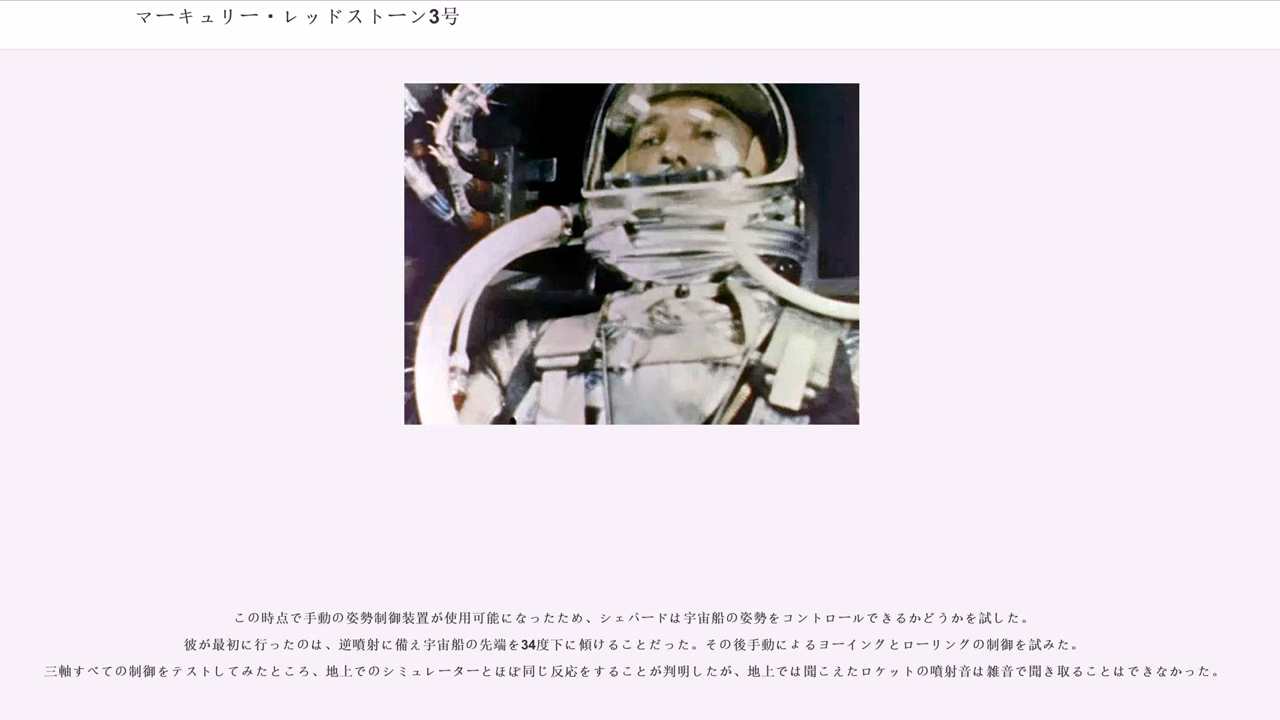 マーキュリー・レッドストーン3号
この時点で手動の姿勢制御装置が使用可能になったため、シェパードは宇宙船の姿勢をコントロールできるかどうかを試した。
彼が最初に行ったのは、逆噴射に備え宇宙船の先端を34度下に傾けることだった。その後手動によるヨーイングとローリングの制御を試みた。
三軸すべての制御をテストしてみたところ、地上でのシミュレーターとほぼ同じ反応をすることが判明したが、地上では聞こえたロケットの噴射音は雑音で聞き取ることはできなかった。